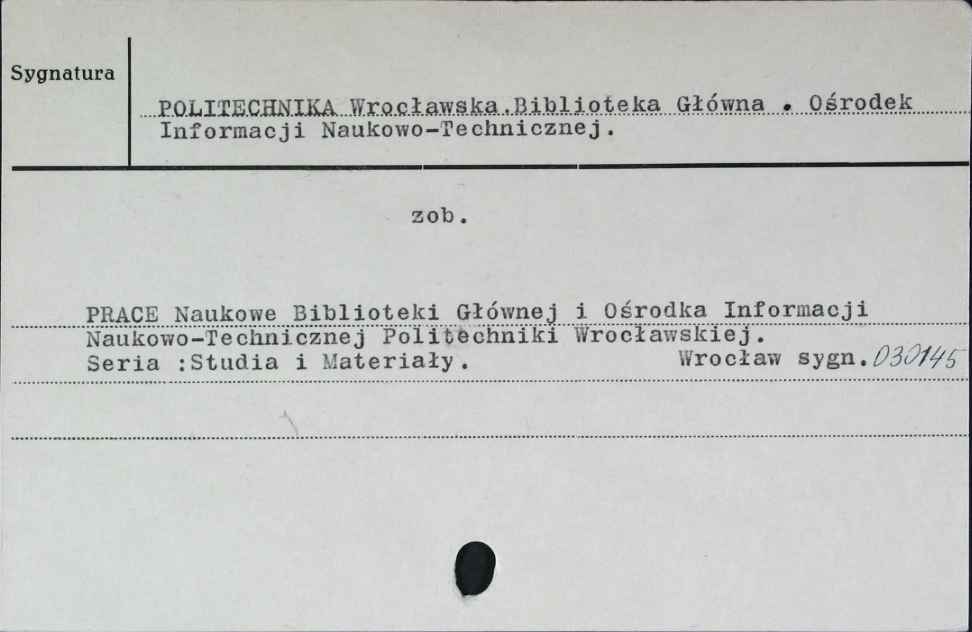 Sygnatura
POLITECHNIKA Wrocławska.Biblioteka Główna . Ośrodek
Informacji Naukowo-Technicznej.
zob.
PRACE Naukowe Biblioteki Głównej i Ośrodka Informacji
Naukowo-Technicznej Politechniki Wrocławskiej.
Seria :Studia i Materiały. Wrocław sygn.030145